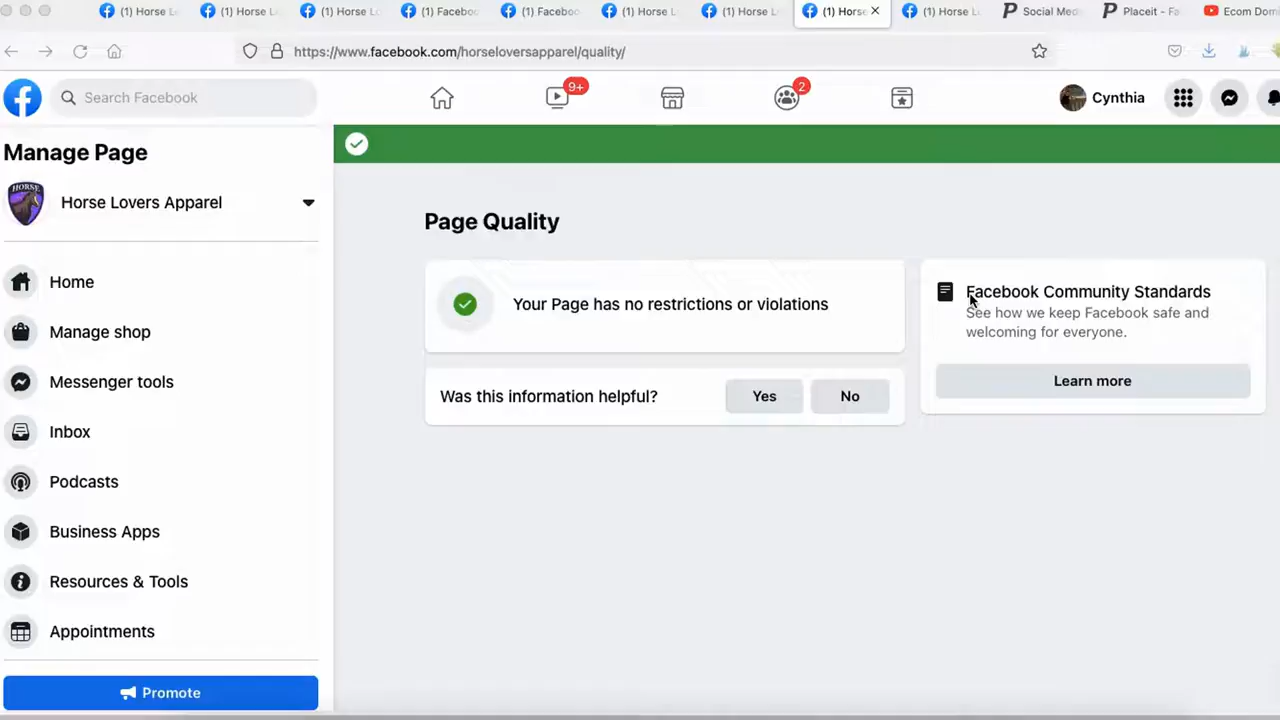 (1) Horse L
(1) Horse L
(1) Horse Lo
(1) Faceboo
(1) Faceboo
(1) Horse L
(1) Horse L
(1) Horse
(1) Horse L
Social Med
Placeit - Fa
Ecom Dom
https://www.facebook.com/horseloversapparel/quality/
Search Facebook
9+
2
Cynthia
Manage Page
HORSE
Horse Lovers Apparel
Home
Manage shop
Messenger tools
Inbox
Podcasts
Business Apps
Resources & Tools
Appointments
Promote
Page Quality
Your Page has no restrictions or violations
Was this information helpful?
Yes
No
Facebook Community Standards
See how we keep Facebook safe and
welcoming for everyone.
Learn more